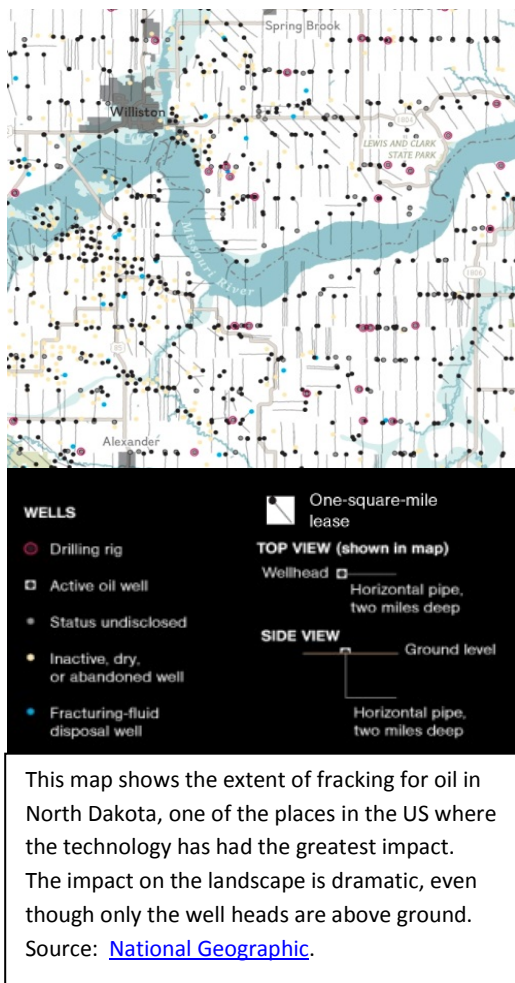 Spring Brook
Williston
1804
LEWIS AND CLARK
STATE PARK
Missouri River
1806
85
Alexander
WELLS
Drilling rig
Active oil well
Status undisclosed
Inactive, dry,
or abandoned well
Fracturing-fluid
disposal well
One-square-mile
lease
TOP VIEW (shown in map)
Wellhead
Horizontal pipe,
two miles deep
SIDE VIEW
Ground level
Horizontal pipe,
two miles deep
This map shows the extent of fracking for oil in
North Dakota, one of the places in the US where
the technology has had the greatest impact.
The impact on the landscape is dramatic, even
though only the well heads are above ground.
Source: National Geographic.